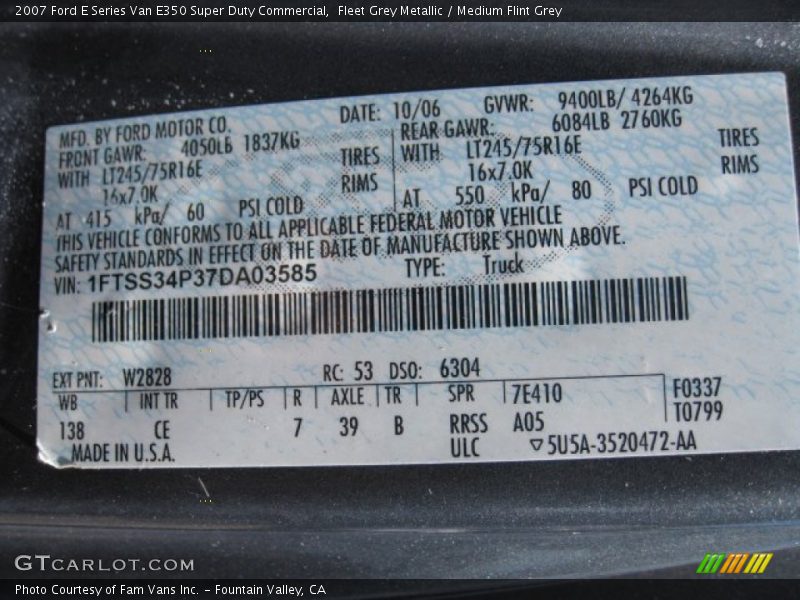 2007 Ford E Series Van E350 Super Duty Commercial,  Fleet Grey Metallic / Medium Flint Grey
MFD. BY FORD MOTOR CO. DATE: 10/06 GVWR: 9400LB/ 4264KG
FRONT GAWR: 4050LB 1837KG REAR GAWR: 6084LB 2760KG
WITH LT245/75R16E TIRES WITH LT245/75R16E TIRES
16x7.0K RIMS 16x7.0K RIMS
AT 415 kPa/ 60 PSI COLD AT 550 kPa/ 80 PSI COLD
THIS VEHICLE CONFORMS TO ALL APPLICABLE FEDERAL MOTOR VEHICLE
SAFETY STANDARDS IN EFFECT ON THE DATE OF MANUFACTURE SHOWN ABOVE.
VIN: 1FTSS34P37DA03585 TYPE: Truck
EXT PNT: W2828 RC: 53 DSO: 6304
WB INT TR TP/PS R AXLE TR SPR 7E410 F0337
138 CE 7 39 B RRSS A05 T0799
MADE IN U.S.A. ULC ▽5U5A-3520472-AA
GTCARLOT.COM
Photo Courtesy of Fam Vans Inc. – Fountain Valley, CA